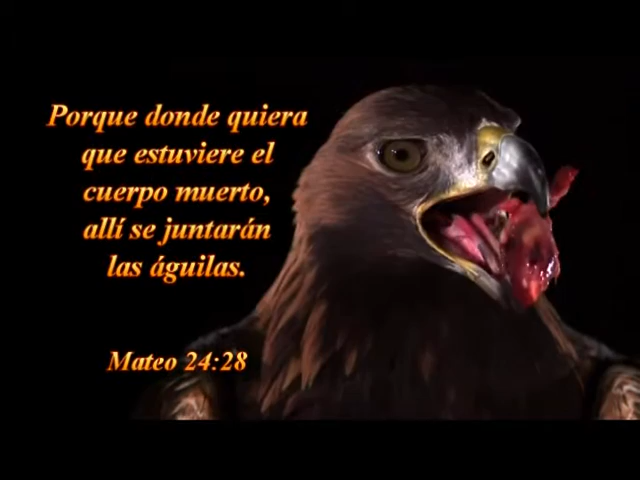 Porque donde quiera
que estuviere el
cuerpo muerto,
allí se juntarán
las águilas.
Mateo 24:28